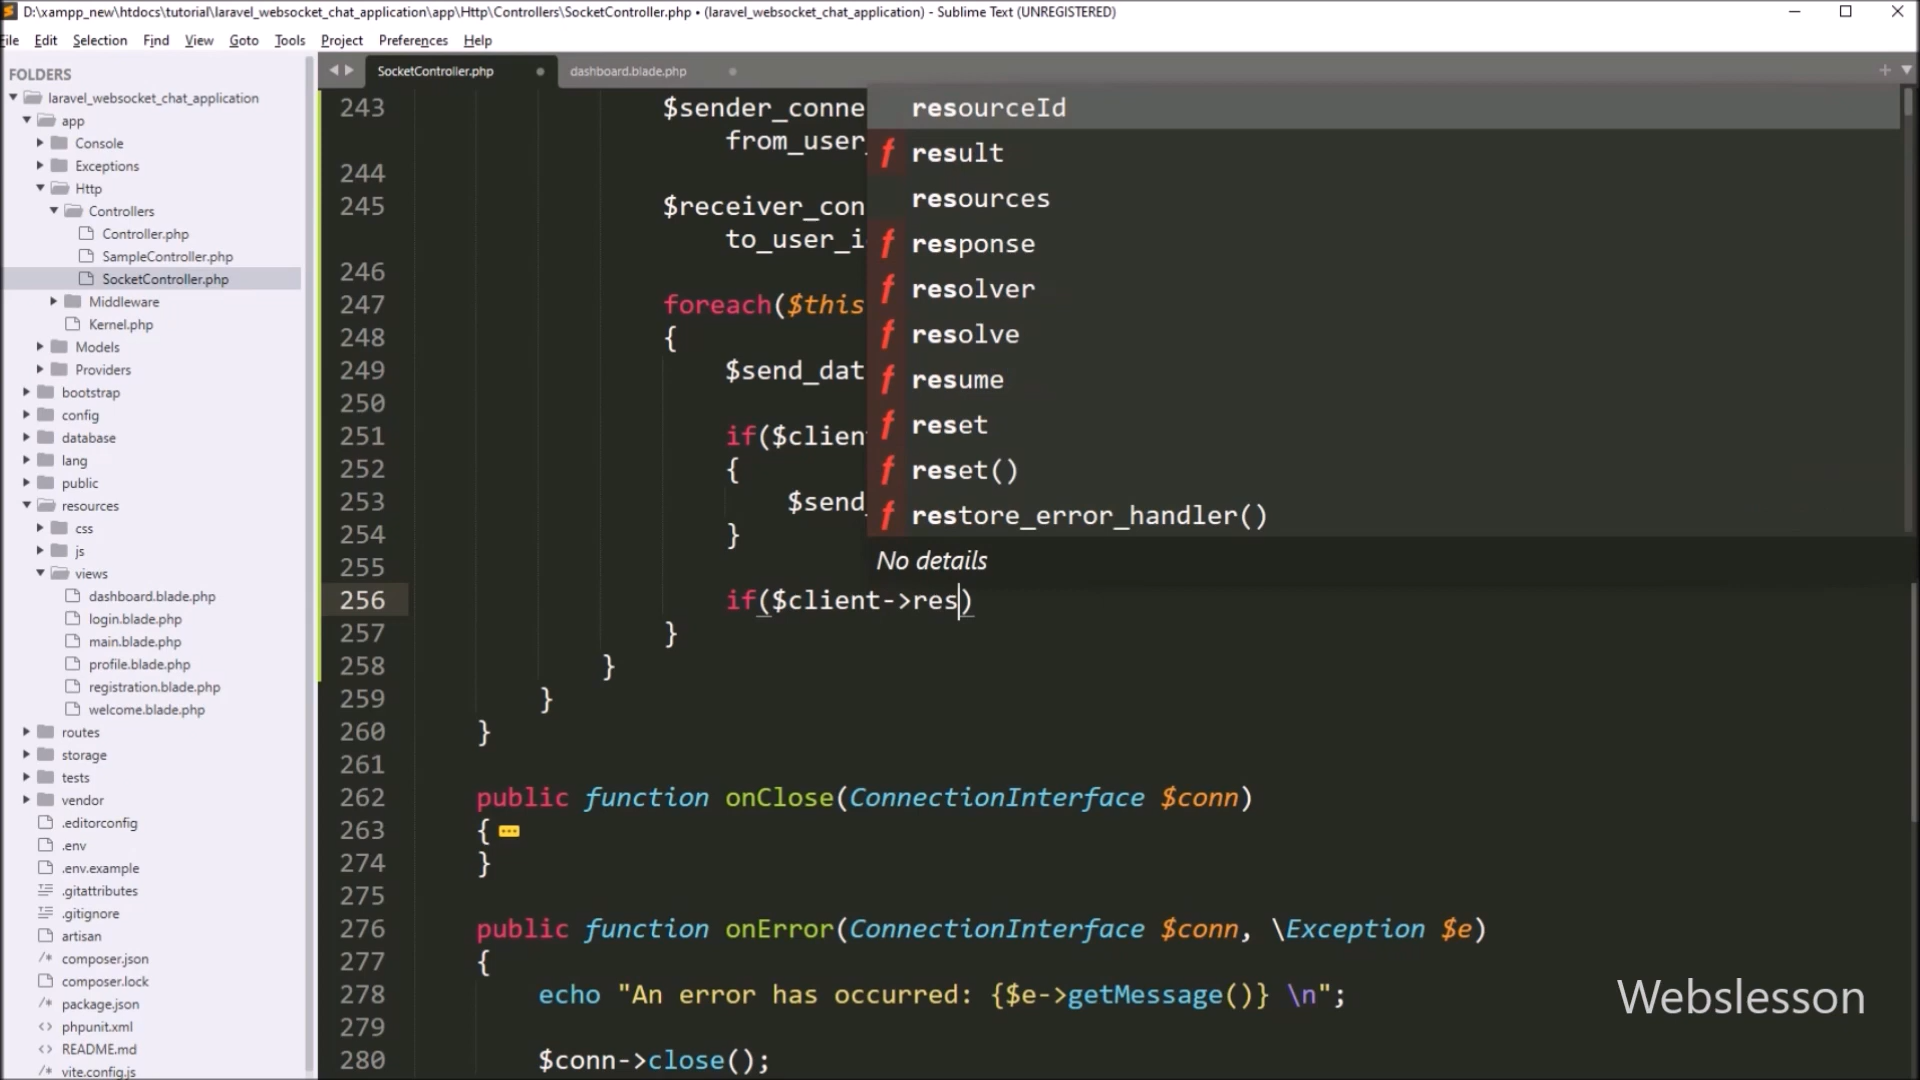 D:\xampp_new\htdocs\tutorial\laravel_websocket_chat_application\app\Http\Controllers\SocketController.php • (laravel_websocket_chat_application) - Sublime Text (UNREGISTERED)
File Edit Selection Find View Goto Tools Project Preferences Help
FOLDERS
laravel_websocket_chat_application
app
Console
Exceptions
Http
Controllers
Controller.php
SampleController.php
SocketController.php
Middleware
Kernel.php
Models
Providers
bootstrap
config
database
lang
public
resources
css
js
views
dashboard.blade.php
login.blade.php
main.blade.php
profile.blade.php
registration.blade.php
welcome.blade.php
routes
storage
tests
vendor
.editorconfig
.env
.env.example
.gitattributes
.gitignore
artisan
composer.json
composer.lock
package.json
phpunit.xml
README.md
vite.config.js
SocketController.php dashboard.blade.php
243 $sender_conne
from_user_
244
245 $receiver_con
to_user_i
246
247 foreach($this
248 {
249 $send_dat
250
251 if($client
252 {
253 $send_
254 }
255
256 if($client->res)
257 }
258 }
259 }
260 }
261
262 public function onClose(ConnectionInterface $conn)
263 {
274 }
275
276 public function onError(ConnectionInterface $conn, \Exception $e)
277 {
278 echo "An error has occurred: {$e->getMessage()} \n";
279
280 $conn->close();
resourceId
f result
resources
f response
f resolver
f resolve
f resume
f reset
f reset()
f restore_error_handler()
No details
Webslesson